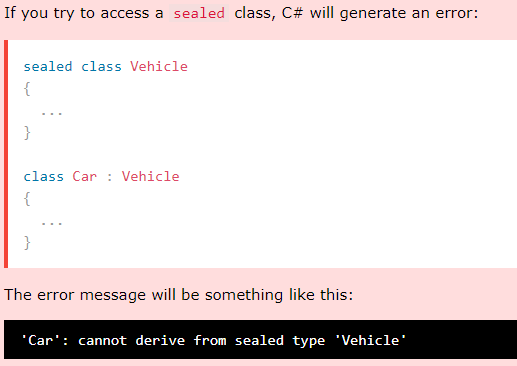 If you try to access a sealed class, C# will generate an error:
sealed class Vehicle
{
  ...
}
class Car : Vehicle
{
  ...
}
The error message will be something like this:
'Car': cannot derive from sealed type 'Vehicle'